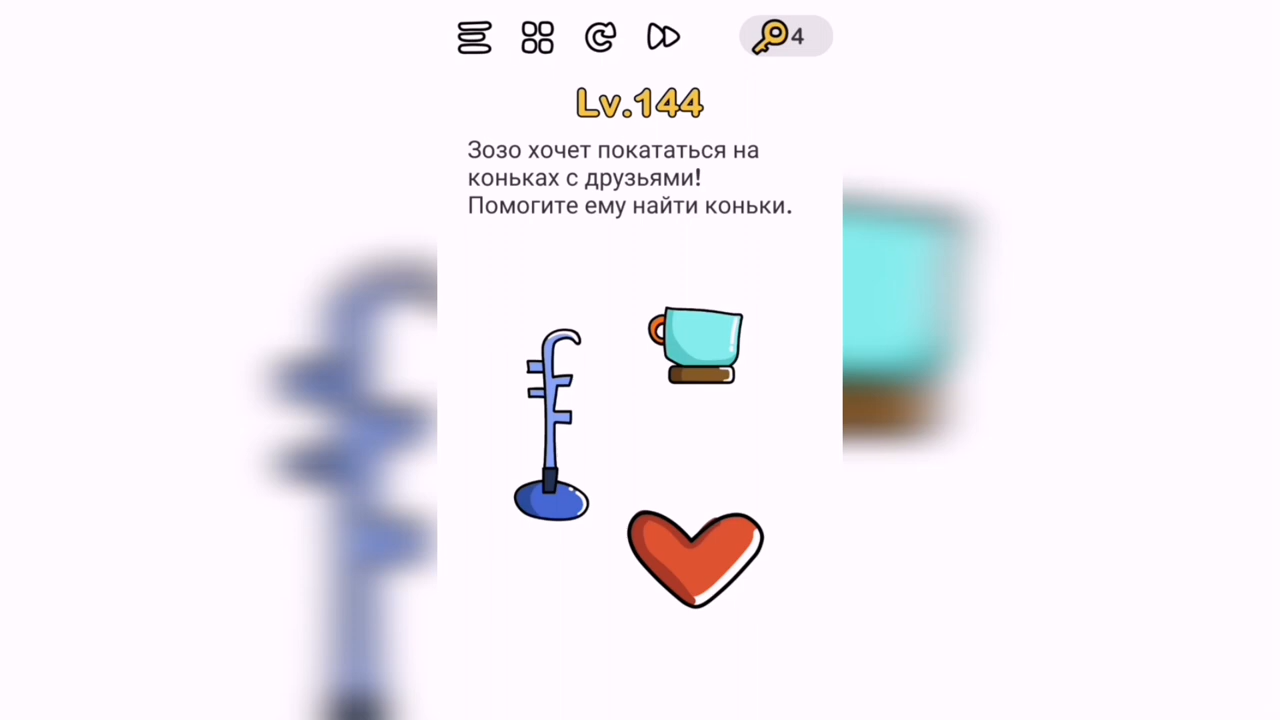 4
Lv.144
Зозо хочет покататься на
коньках с друзьями!
Помогите ему найти коньки.